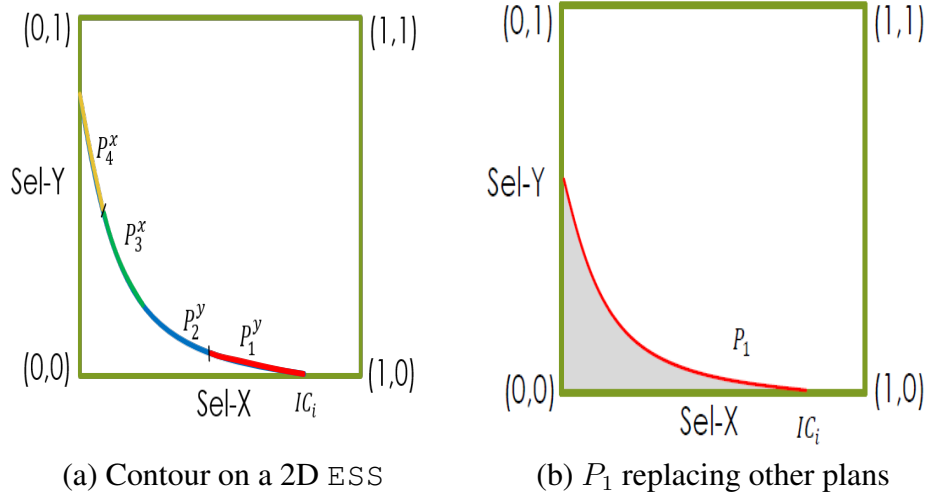 (0,1)
(1,1)
P_4^x
Sel-Y
P_3^x
P_2^y
P_1^y
(0,0)
(1,0)
Sel-X
IC_i
(a) Contour on a 2D ESS
(0,1)
(1,1)
Sel-Y
P_1
(0,0)
(1,0)
Sel-X
IC_i
(b) P_1 replacing other plans